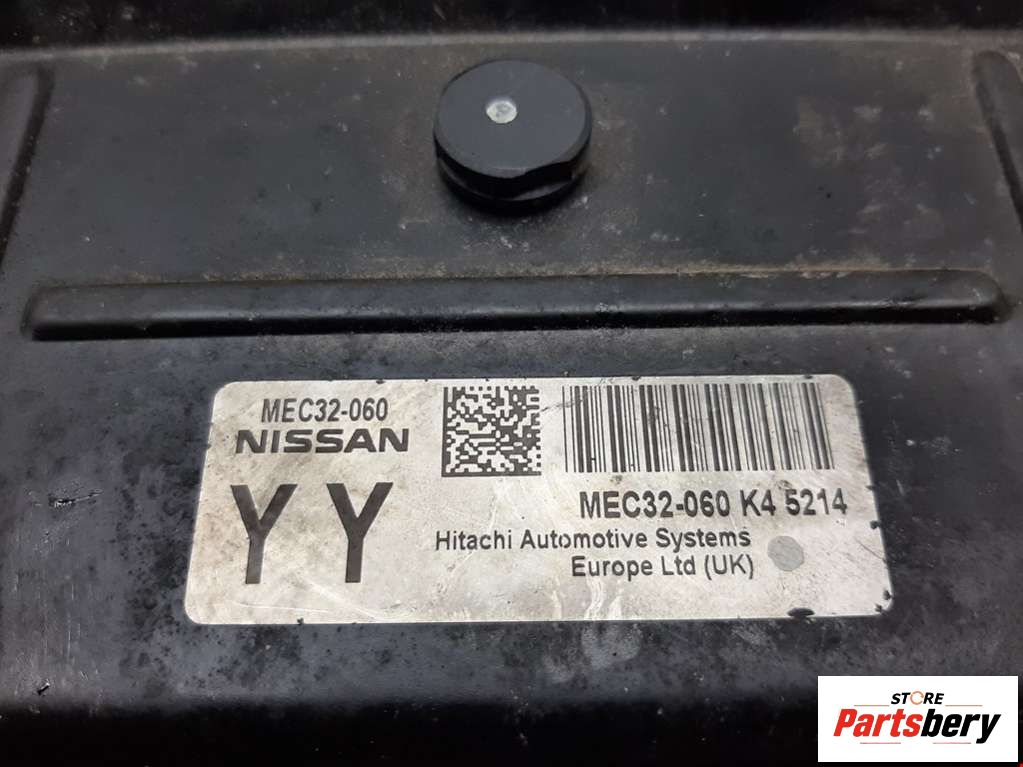 MEC32-060
NISSAN
YY
MEC32-060 K4 5214
Hitachi Automotive Systems
Europe Ltd (UK)
STORE
Partsbery